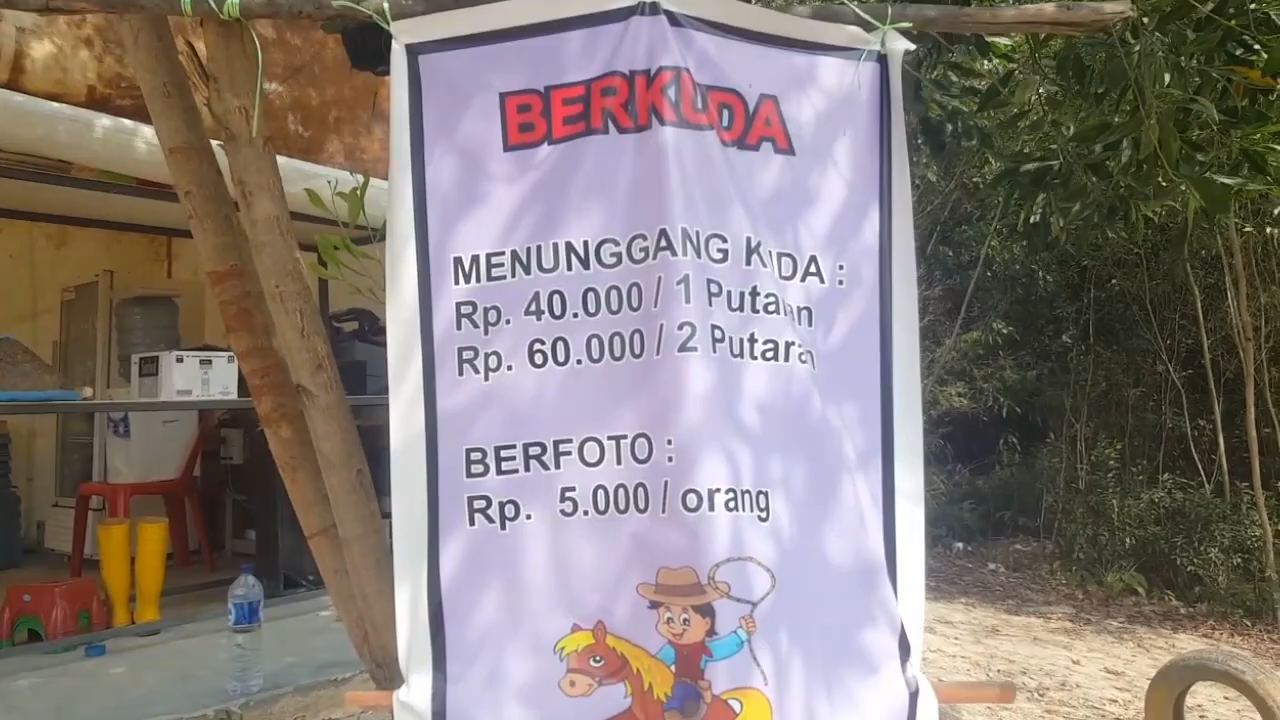 BERKUDA
MENUNGGANG KUDA :
Rp. 40.000 / 1 Putaran
Rp. 60.000 / 2 Putaran
BERFOTO :
Rp. 5.000 / orang